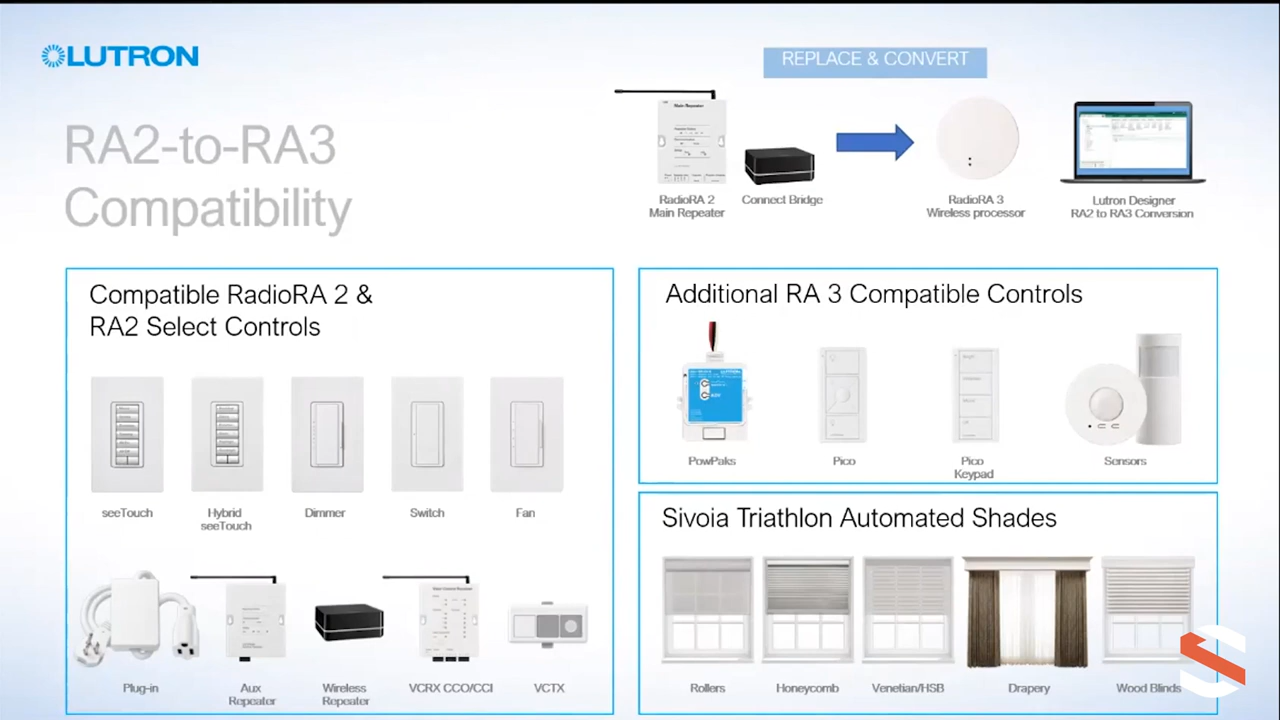 LUTRON
REPLACE & CONVERT
RA2-to-RA3
Compatibility
Main Repeater
RadioRA 2
Main Repeater
Connect Bridge
RadioRA 3
Wireless processor
Lutron Designer
RA2 to RA3 Conversion
Compatible RadioRA 2 &
RA2 Select Controls
seeTouch
Hybrid
seeTouch
Dimmer
Switch
Fan
Plug-in
Aux
Repeater
Wireless
Repeater
VCRX CCO/CCI
VCTX
Additional RA 3 Compatible Controls
LUTRON
PowPaks
Pico
Pico
Keypad
Sensors
Sivoia Triathlon Automated Shades
Rollers
Honeycomb
Venetian/HSB
Drapery
Wood Blinds